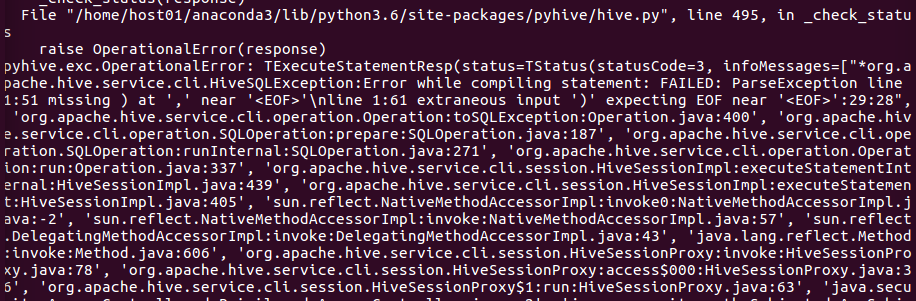 _check_status(response)
File "/home/host01/anaconda3/lib/python3.6/site-packages/pyhive/hive.py", line 495, in _check_statu
s
raise OperationalError(response)
pyhive.exc.OperationalError: TExecuteStatementResp(status=TStatus(statusCode=3, infoMessages=["*org.a
pache.hive.service.cli.HiveSQLException:Error while compiling statement: FAILED: ParseException line
1:51 missing ) at ',' near '<EOF>'\nline 1:61 extraneous input ')' expecting EOF near '<EOF>':29:28",
'org.apache.hive.service.cli.operation.Operation:toSQLException:Operation.java:400', 'org.apache.hiv
e.service.cli.operation.SQLOperation:prepare:SQLOperation.java:187', 'org.apache.hive.service.cli.ope
ration.SQLOperation:runInternal:SQLOperation.java:271', 'org.apache.hive.service.cli.operation.Operat
ion:run:Operation.java:337', 'org.apache.hive.service.cli.session.HiveSessionImpl:executeStatementInt
ernal:HiveSessionImpl.java:439', 'org.apache.hive.service.cli.session.HiveSessionImpl:executeStatemen
t:HiveSessionImpl.java:405', 'sun.reflect.NativeMethodAccessorImpl:invoke0:NativeMethodAccessorImpl.j
ava:-2', 'sun.reflect.NativeMethodAccessorImpl:invoke:NativeMethodAccessorImpl.java:57', 'sun.reflect
.DelegatingMethodAccessorImpl:invoke:DelegatingMethodAccessorImpl.java:43', 'java.lang.reflect.Method
:invoke:Method.java:606', 'org.apache.hive.service.cli.session.HiveSessionProxy:invoke:HiveSessionPro
xy.java:78', 'org.apache.hive.service.cli.session.HiveSessionProxy:access$000:HiveSessionProxy.java:3
6', 'org.apache.hive.service.cli.session.HiveSessionProxy$1:run:HiveSessionProxy.java:63', 'java.secu